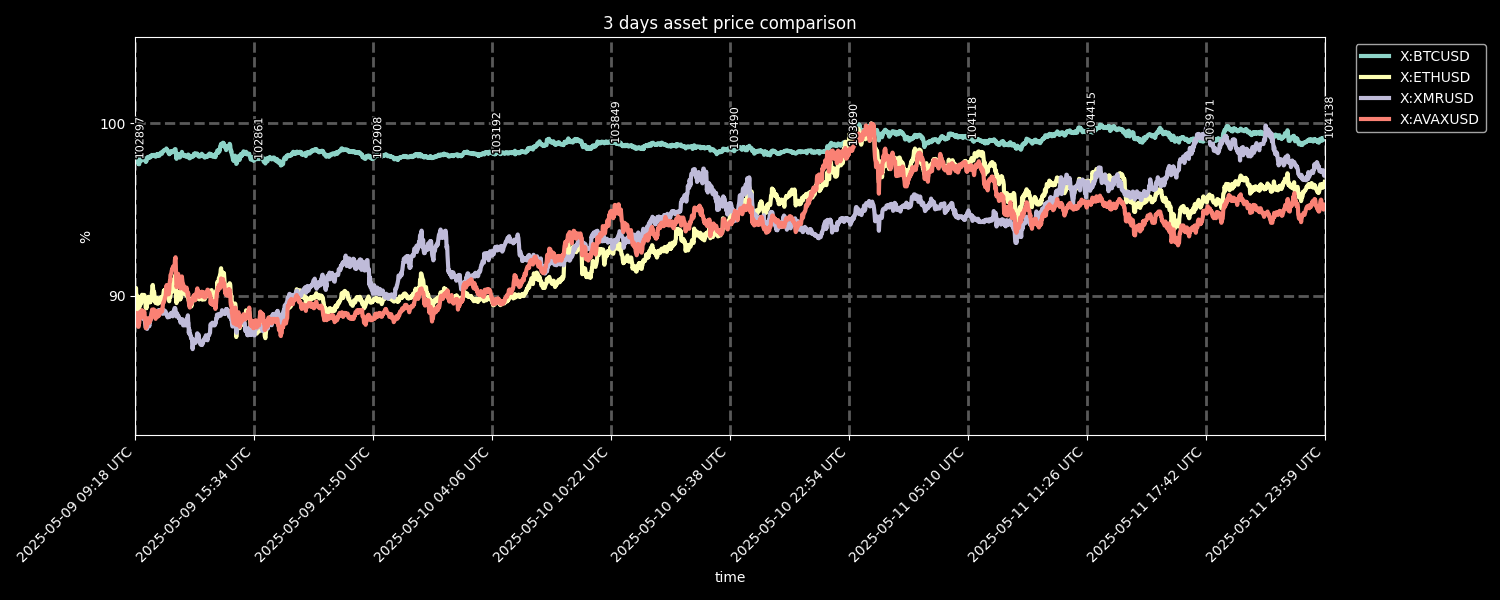 3 days asset price comparison
X:BTCUSD
X:ETHUSD
X:XMRUSD
X:AVAXUSD
100
90
%
102897
102861
102908
103192
103849
103490
103690
104118
104415
103971
104138
2025-05-09 09:18 UTC
2025-05-09 15:34 UTC
2025-05-09 21:50 UTC
2025-05-10 04:06 UTC
2025-05-10 10:22 UTC
2025-05-10 16:38 UTC
2025-05-10 22:54 UTC
2025-05-11 05:10 UTC
2025-05-11 11:26 UTC
2025-05-11 17:42 UTC
2025-05-11 23:59 UTC
time